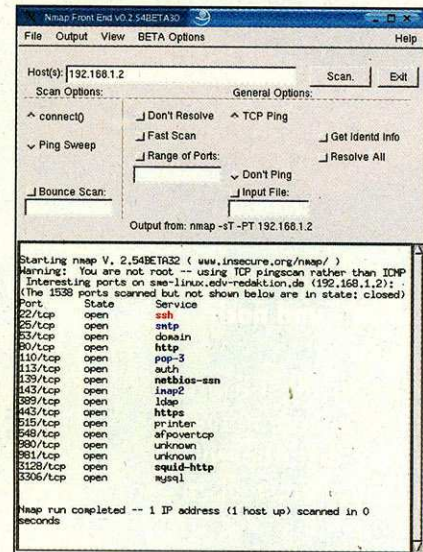 Nmap Front End v0.2.54BETA30
File Output View BETA Options Help
Host(s): 192.168.1.2 Scan. Exit
Scan Options: General Options:
^ connect() Don't Resolve ^ TCP Ping
Fast Scan Get Identd Info
v Ping Sweep
Range of Ports: Resolve All
v Don't Ping
Bounce Scan: Input File:
Output from: nmap -sT -PT 192.168.1.2
Starting nmap V. 2.54BETA32 ( www.insecure.org/nmap/ )
Warning: You are not root -- using TCP pingscan rather than ICMP
Interesting ports on sme-linux.edv-redaktion.de (192.168.1.2):
(The 1538 ports scanned but not shown below are in state: closed)
Port State Service
22/tcp open ssh
25/tcp open smtp
53/tcp open domain
80/tcp open http
110/tcp open pop-3
113/tcp open auth
139/tcp open netbios-ssn
143/tcp open imap2
389/tcp open ldap
443/tcp open https
515/tcp open printer
548/tcp open afpovertcp
980/tcp open unknown
981/tcp open unknown
3128/tcp open squid-http
3306/tcp open mysql
Nmap run completed -- 1 IP address (1 host up) scanned in 0
seconds